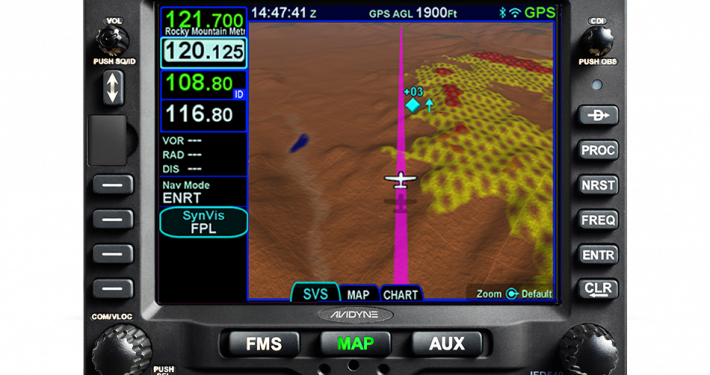 VOL
PUSH SQ/ID
121.700
Rocky Mountain Metr
120.125
108.80
ID
116.80
VOR ---
RAD ---
DIS ---
Nav Mode
ENRT
SynVis
FPL
14:47:41 Z
GPS AGL 1900Ft
GPS
+03
SVS
MAP
CHART
Zoom
Default
CDI
PUSH OBS
D
PROC
NRST
FREQ
ENTR
CLR
AVIDYNE
COM/VLOC
PUSH
FMS
MAP
AUX